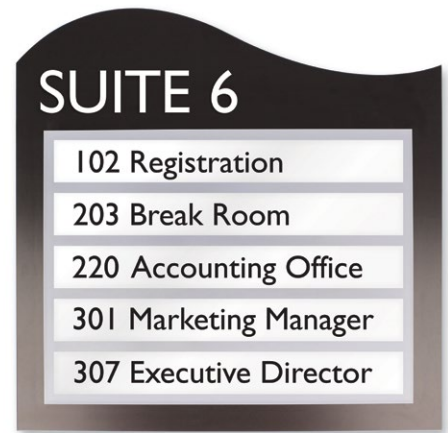 SUITE 6
102 Registration
203 Break Room
220 Accounting Office
301 Marketing Manager
307 Executive Director